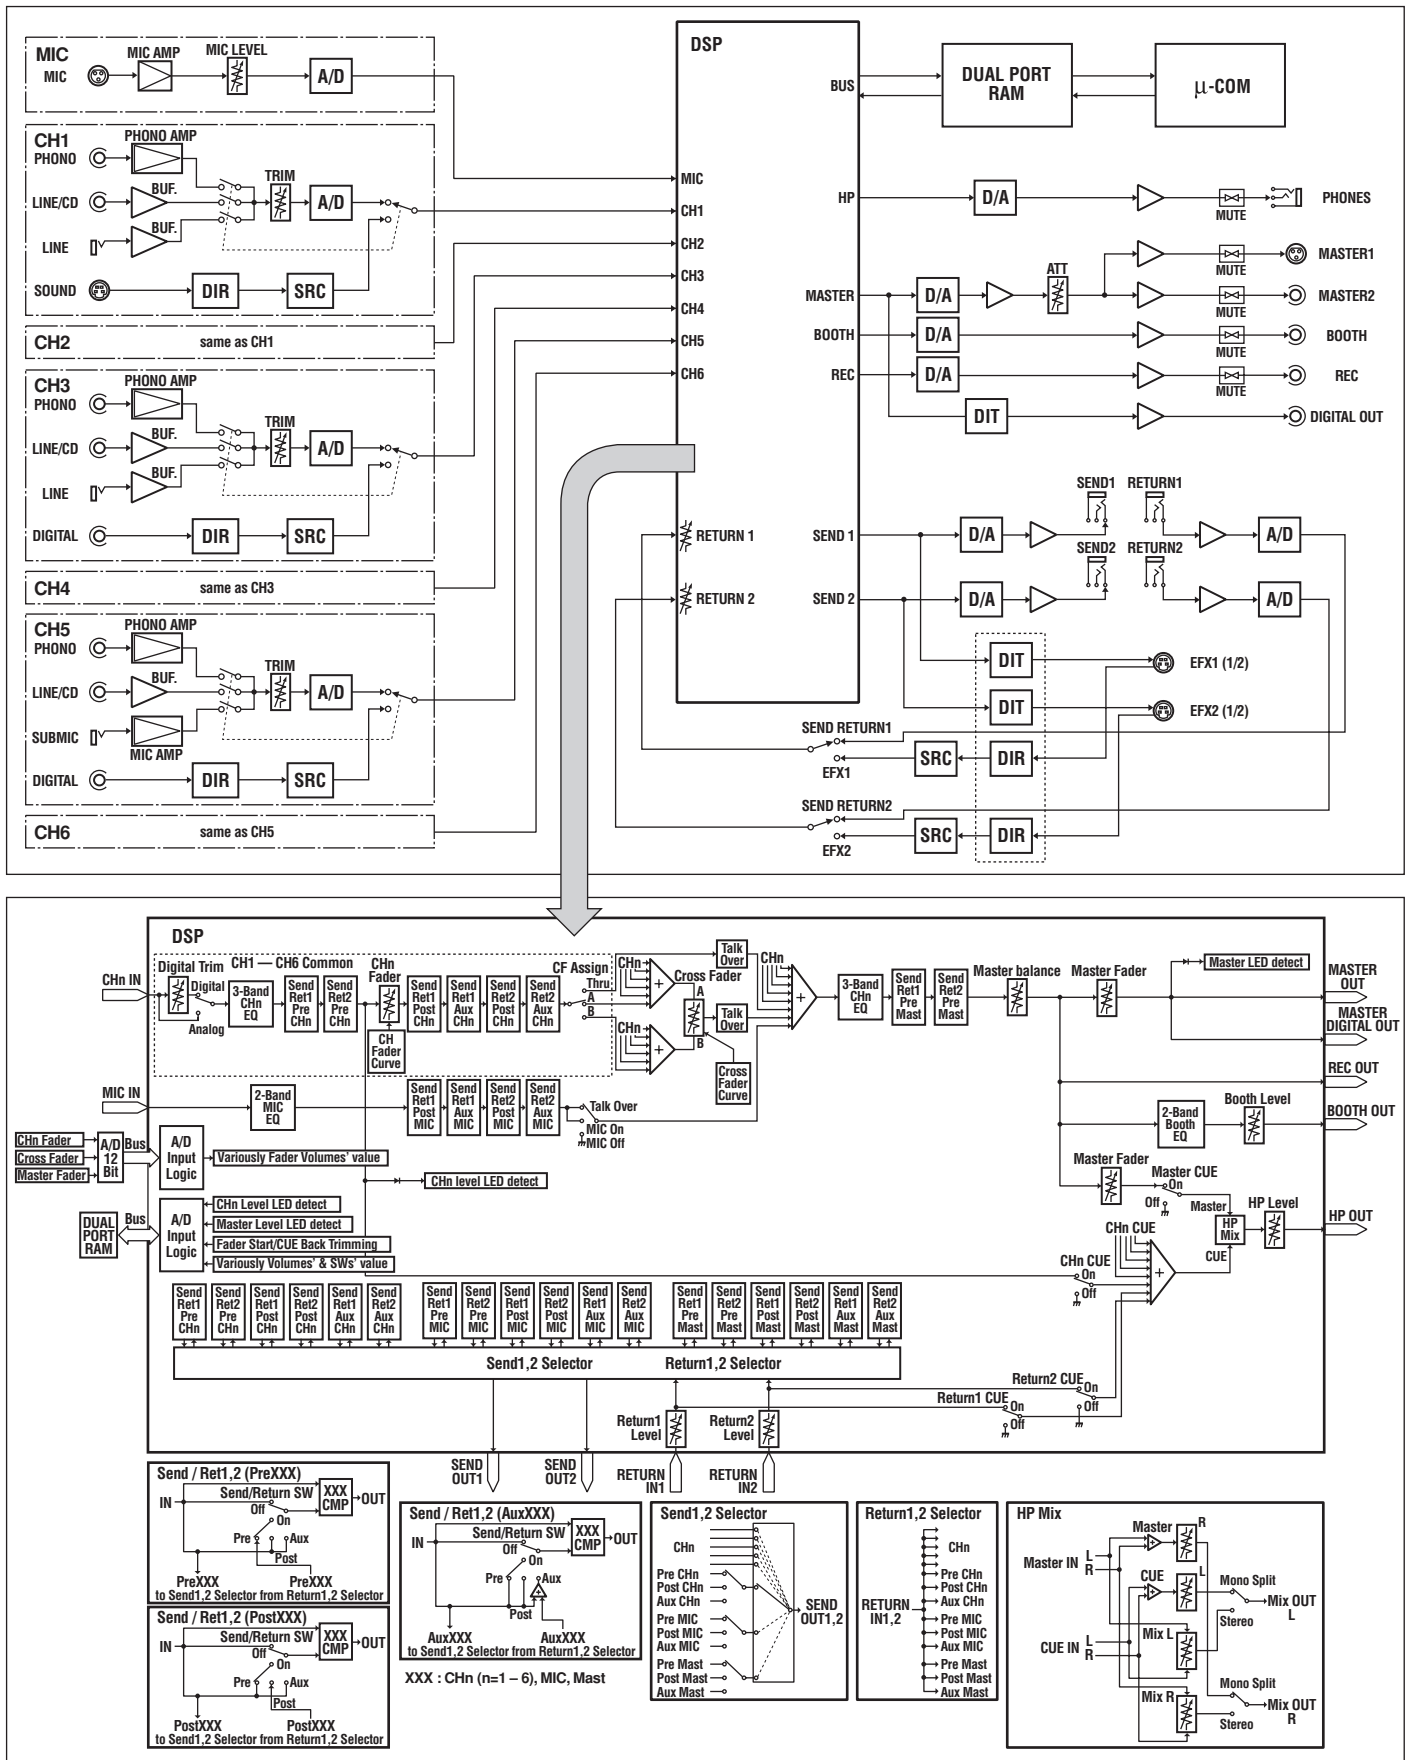 MIC
MIC
MIC AMP
MIC LEVEL
A/D
CH1
PHONO
PHONO AMP
TRIM
LINE/CD
BUF.
A/D
LINE
BUF.
SOUND
DIR
SRC
CH2
same as CH1
CH3
PHONO
PHONO AMP
TRIM
LINE/CD
BUF.
A/D
LINE
BUF.
DIGITAL
DIR
SRC
CH4
same as CH3
CH5
PHONO
PHONO AMP
TRIM
LINE/CD
BUF.
A/D
SUBMIC
MIC AMP
DIGITAL
DIR
SRC
CH6
same as CH5
DSP
MIC
CH1
CH2
CH3
CH4
CH5
CH6
RETURN 1
RETURN 2
BUS
HP
MASTER
BOOTH
REC
SEND 1
SEND 2
DUAL PORT
RAM
μ-COM
D/A
MUTE
PHONES
ATT
MUTE
MASTER1
D/A
MUTE
MASTER2
D/A
MUTE
BOOTH
D/A
MUTE
REC
DIT
DIGITAL OUT
SEND1
RETURN1
D/A
A/D
SEND2
RETURN2
D/A
A/D
DIT
EFX1 (1/2)
DIT
EFX2 (1/2)
SEND RETURN1
EFX1
SRC
DIR
SEND RETURN2
EFX2
SRC
DIR
DSP
CHn IN
Digital Trim
CH1 — CH6 Common
Digital
Analog
3-Band
CHn
EQ
Send
Ret1
Pre
CHn
Send
Ret2
Pre
CHn
CHn
Fader
CH
Fader
Curve
Send
Ret1
Post
CHn
Send
Ret1
Aux
CHn
Send
Ret2
Post
CHn
Send
Ret2
Aux
CHn
CF Assign
Thru
A
B
CHn
+
CHn
+
Cross Fader
A
B
Talk
Over
Talk
Over
Cross
Fader
Curve
CHn
+
3-Band
CHn
EQ
Send
Ret1
Pre
Mast
Send
Ret2
Pre
Mast
Master balance
Master Fader
Master LED detect
MASTER
OUT
MASTER
DIGITAL OUT
REC OUT
BOOTH OUT
2-Band
Booth
EQ
Booth Level
Master Fader
Master CUE
On
Off
Master
HP
Mix
CUE
HP Level
HP OUT
MIC IN
2-Band
MIC
EQ
Send
Ret1
Post
MIC
Send
Ret1
Aux
MIC
Send
Ret2
Post
MIC
Send
Ret2
Aux
MIC
Talk Over
MIC On
MIC Off
CHn Fader
Cross Fader
Master Fader
A/D
12
Bit
Bus
A/D
Input
Logic
Variously Fader Volumes' value
CHn level LED detect
DUAL
PORT
RAM
Bus
A/D
Input
Logic
CHn Level LED detect
Master Level LED detect
Fader Start/CUE Back Trimming
Variously Volumes' & SWs' value
CHn CUE
+
CHn CUE
On
Off
Send
Ret1
Pre
CHn
Send
Ret2
Pre
CHn
Send
Ret1
Post
CHn
Send
Ret2
Post
CHn
Send
Ret1
Aux
CHn
Send
Ret2
Aux
CHn
Send
Ret1
Pre
MIC
Send
Ret2
Pre
MIC
Send
Ret1
Post
MIC
Send
Ret2
Post
MIC
Send
Ret1
Aux
MIC
Send
Ret2
Aux
MIC
Send
Ret1
Pre
Mast
Send
Ret2
Pre
Mast
Send
Ret1
Post
Mast
Send
Ret2
Post
Mast
Send
Ret1
Aux
Mast
Send
Ret2
Aux
Mast
Send1,2 Selector
Return1,2 Selector
Return2 CUE
On
Off
Return1 CUE
On
Off
Return1
Level
Return2
Level
SEND
OUT1
SEND
OUT2
RETURN
IN1
RETURN
IN2
Send / Ret1,2 (PreXXX)
Send/Return SW
IN
XXX
CMP
OUT
Off
On
Pre
Aux
Post
PreXXX
PreXXX
to Send1,2 Selector from Return1,2 Selector
Send / Ret1,2 (PostXXX)
Send/Return SW
IN
XXX
CMP
OUT
Off
On
Pre
Aux
Post
PostXXX
PostXXX
to Send1,2 Selector from Return1,2 Selector
Send / Ret1,2 (AuxXXX)
Send/Return SW
IN
XXX
CMP
OUT
Off
On
Pre
Aux
+
Post
AuxXXX
AuxXXX
to Send1,2 Selector from Return1,2 Selector
XXX : CHn (n=1 – 6), MIC, Mast
Send1,2 Selector
CHn
Pre CHn
Post CHn
Aux CHn
Pre MIC
Post MIC
Aux MIC
Pre Mast
Post Mast
Aux Mast
SEND
OUT1,2
Return1,2 Selector
CHn
Pre CHn
Post CHn
Aux CHn
RETURN
IN1,2
Pre MIC
Post MIC
Aux MIC
Pre Mast
Post Mast
Aux Mast
HP Mix
Master
R
+
Master IN
L
R
CUE
L
+
Mono Split
Mix OUT
L
Stereo
CUE IN
L
R
Mix L
Mix R
Mono Split
Mix OUT
R
Stereo